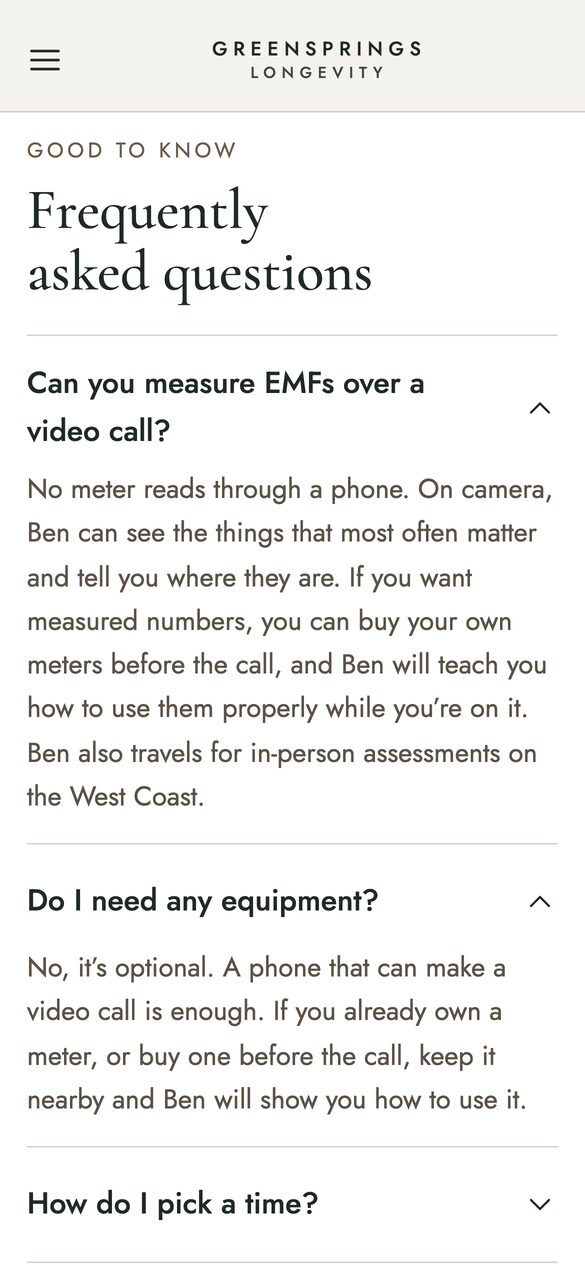 GREENSPRINGS
LONGEVITY
GOOD TO KNOW
Frequently
asked questions
Can you measure EMFs over a
video call?
No meter reads through a phone. On camera,
Ben can see the things that most often matter
and tell you where they are. If you want
measured numbers, you can buy your own
meters before the call, and Ben will teach you
how to use them properly while you’re on it.
Ben also travels for in-person assessments on
the West Coast.
Do I need any equipment?
No, it’s optional. A phone that can make a
video call is enough. If you already own a
meter, or buy one before the call, keep it
nearby and Ben will show you how to use it.
How do I pick a time?